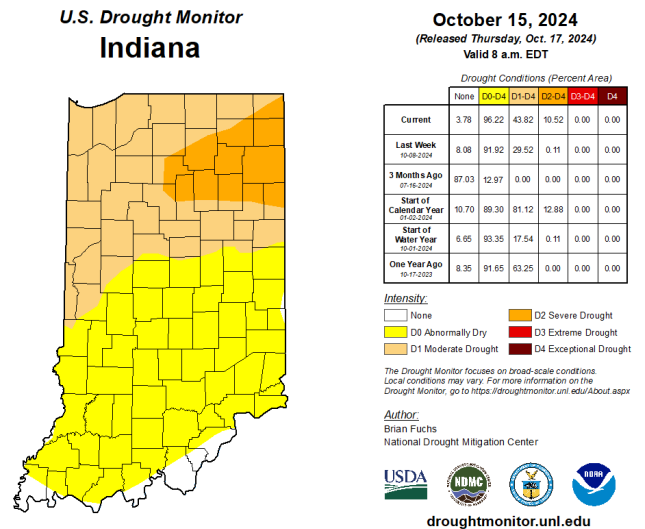 U.S. Drought Monitor
Indiana
October 15, 2024
(Released Thursday, Oct. 17, 2024)
Valid 8 a.m. EDT
Drought Conditions (Percent Area)
None D0-D4 D1-D4 D2-D4 D3-D4 D4
Current 3.78 96.22 43.82 10.52 0.00 0.00
Last Week
10-08-2024 8.08 91.92 29.52 0.11 0.00 0.00
3 Months Ago
07-16-2024 87.03 12.97 0.00 0.00 0.00 0.00
Start of
Calendar Year
01-02-2024 10.70 89.30 81.12 12.88 0.00 0.00
Start of
Water Year
10-01-2024 6.65 93.35 17.54 0.11 0.00 0.00
One Year Ago
10-17-2023 8.35 91.65 63.25 0.00 0.00 0.00
Intensity:
None
D0 Abnormally Dry
D1 Moderate Drought
D2 Severe Drought
D3 Extreme Drought
D4 Exceptional Drought
The Drought Monitor focuses on broad-scale conditions.
Local conditions may vary. For more information on the
Drought Monitor, go to https://droughtmonitor.unl.edu/About.aspx
Author:
Brian Fuchs
National Drought Mitigation Center
USDA
NDMC
NOAA
droughtmonitor.unl.edu